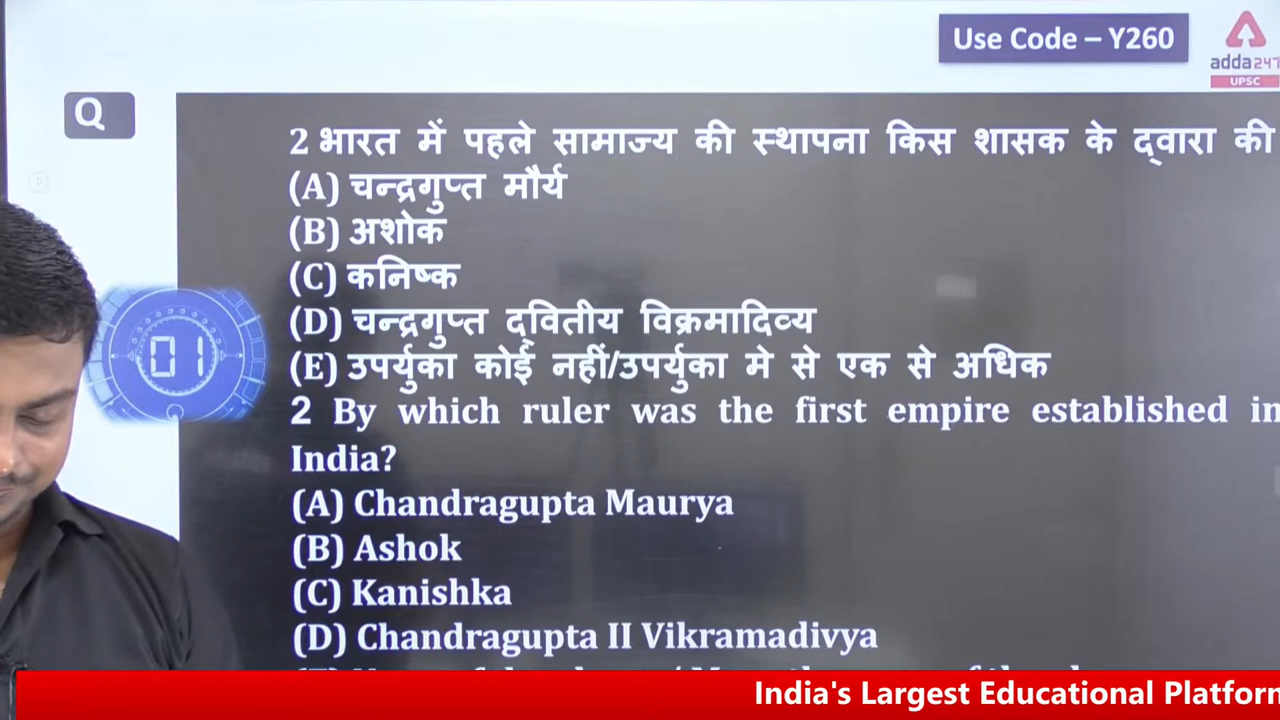 Use Code – Y260
adda247
UPSC
Q
2 भारत में पहले सामाज्य की स्थापना किस शासक के द्वारा की
(A) चन्द्रगुप्त मौर्य
(B) अशोक
(C) कनिष्क
(D) चन्द्रगुप्त द्वितीय विक्रमादिव्य
(E) उपर्युका कोई नहीं/उपर्युका मे से एक से अधिक
01
2 By which ruler was the first empire established in
India?
(A) Chandragupta Maurya
(B) Ashok
(C) Kanishka
(D) Chandragupta II Vikramadivya
India's Largest Educational Platform